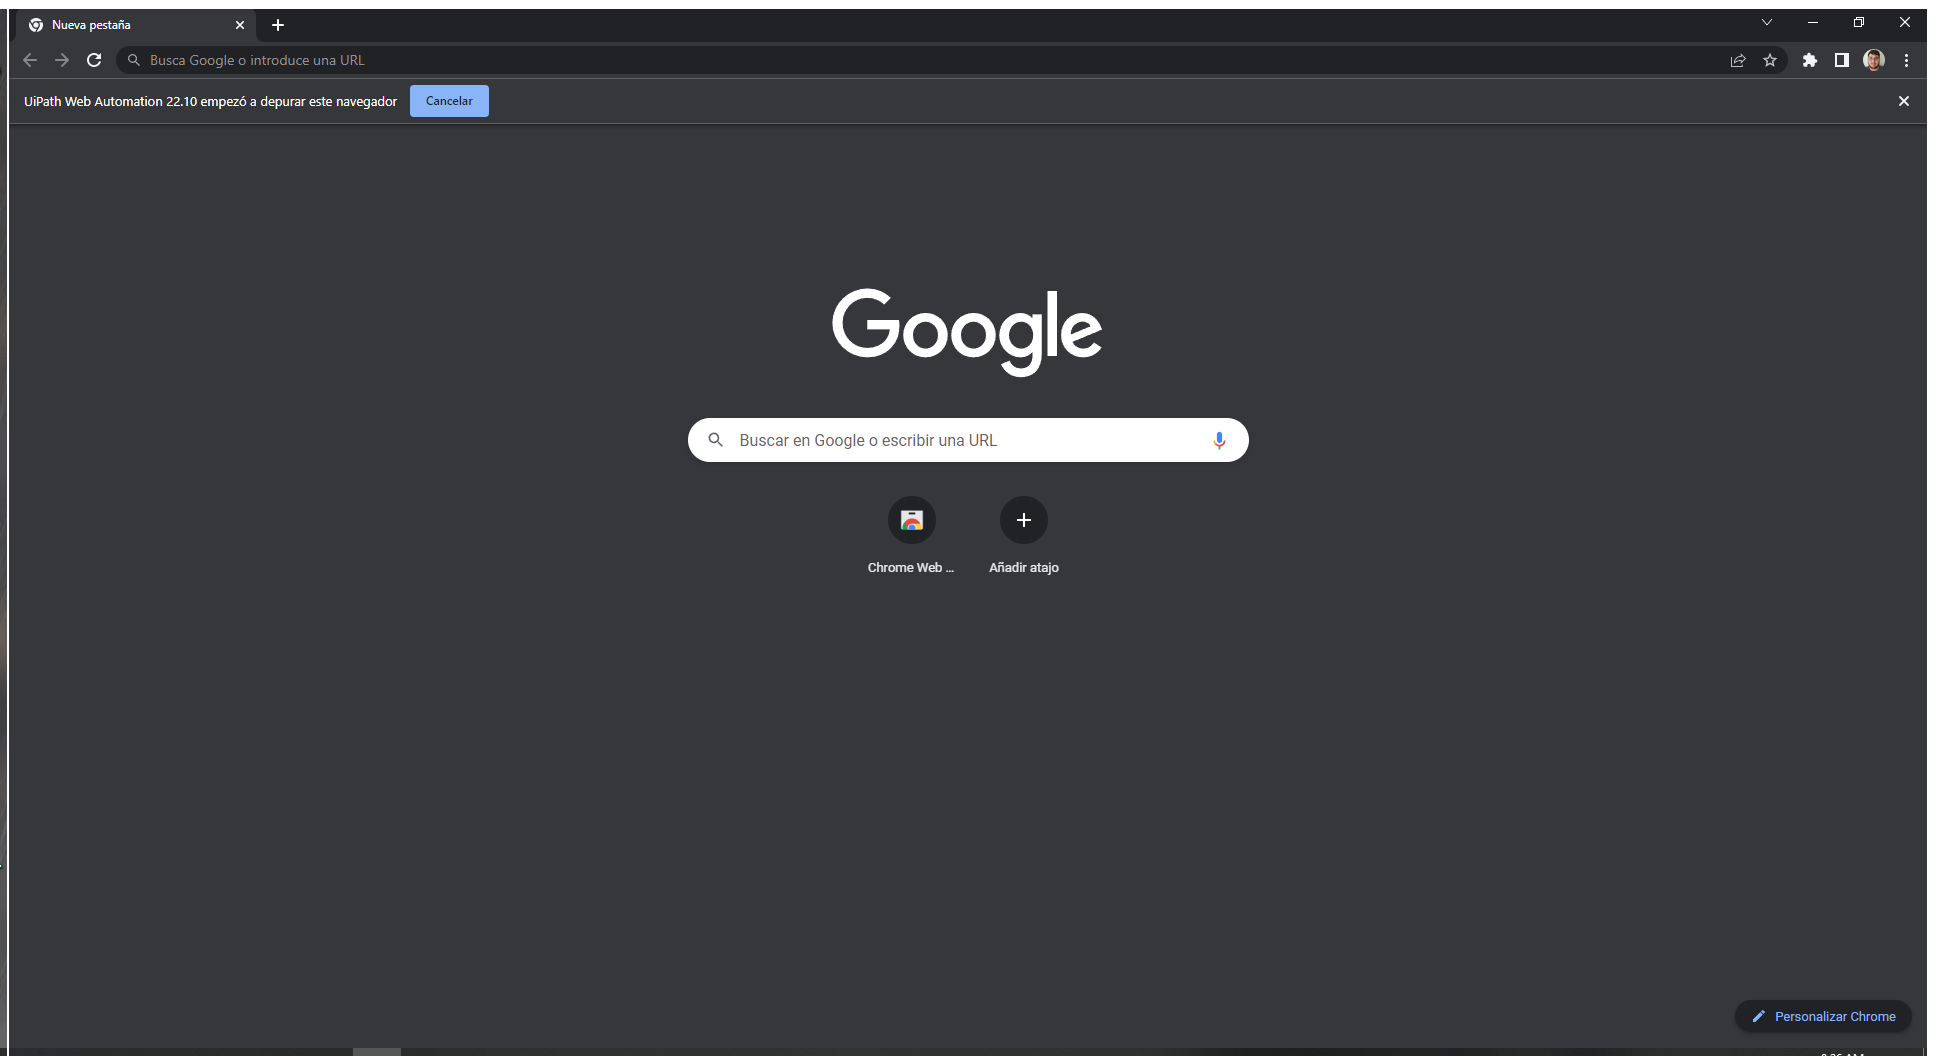 Nueva pestaña
Busca Google o introduce una URL
UiPath Web Automation 22.10 empezó a depurar este navegador
Cancelar
Google
Buscar en Google o escribir una URL
Chrome Web ...
Añadir atajo
Personalizar Chrome